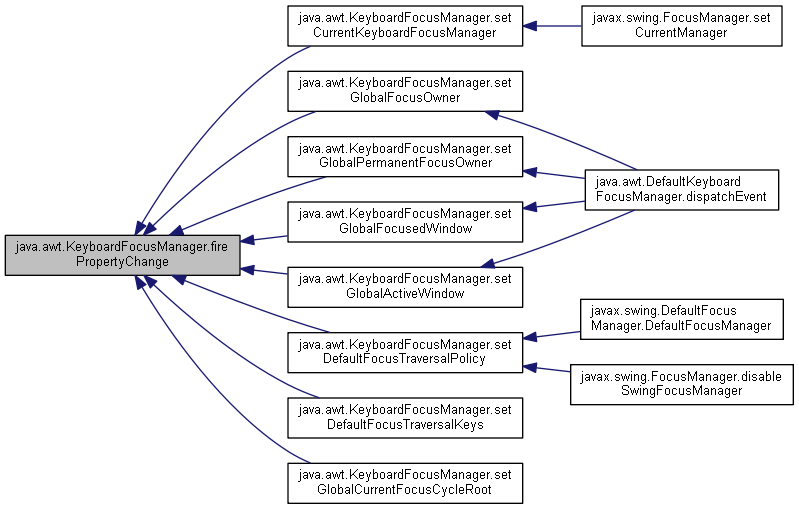 java.awt.KeyboardFocusManager.set
CurrentKeyboardFocusManager
javax.swing.FocusManager.set
CurrentManager
java.awt.KeyboardFocusManager.set
GlobalFocusOwner
java.awt.KeyboardFocusManager.set
GlobalPermanentFocusOwner
java.awt.DefaultKeyboard
FocusManager.dispatchEvent
java.awt.KeyboardFocusManager.set
GlobalFocusedWindow
java.awt.KeyboardFocusManager.fire
PropertyChange
java.awt.KeyboardFocusManager.set
GlobalActiveWindow
javax.swing.DefaultFocus
Manager.DefaultFocusManager
java.awt.KeyboardFocusManager.set
DefaultFocusTraversalPolicy
javax.swing.FocusManager.disable
SwingFocusManager
java.awt.KeyboardFocusManager.set
DefaultFocusTraversalKeys
java.awt.KeyboardFocusManager.set
GlobalCurrentFocusCycleRoot